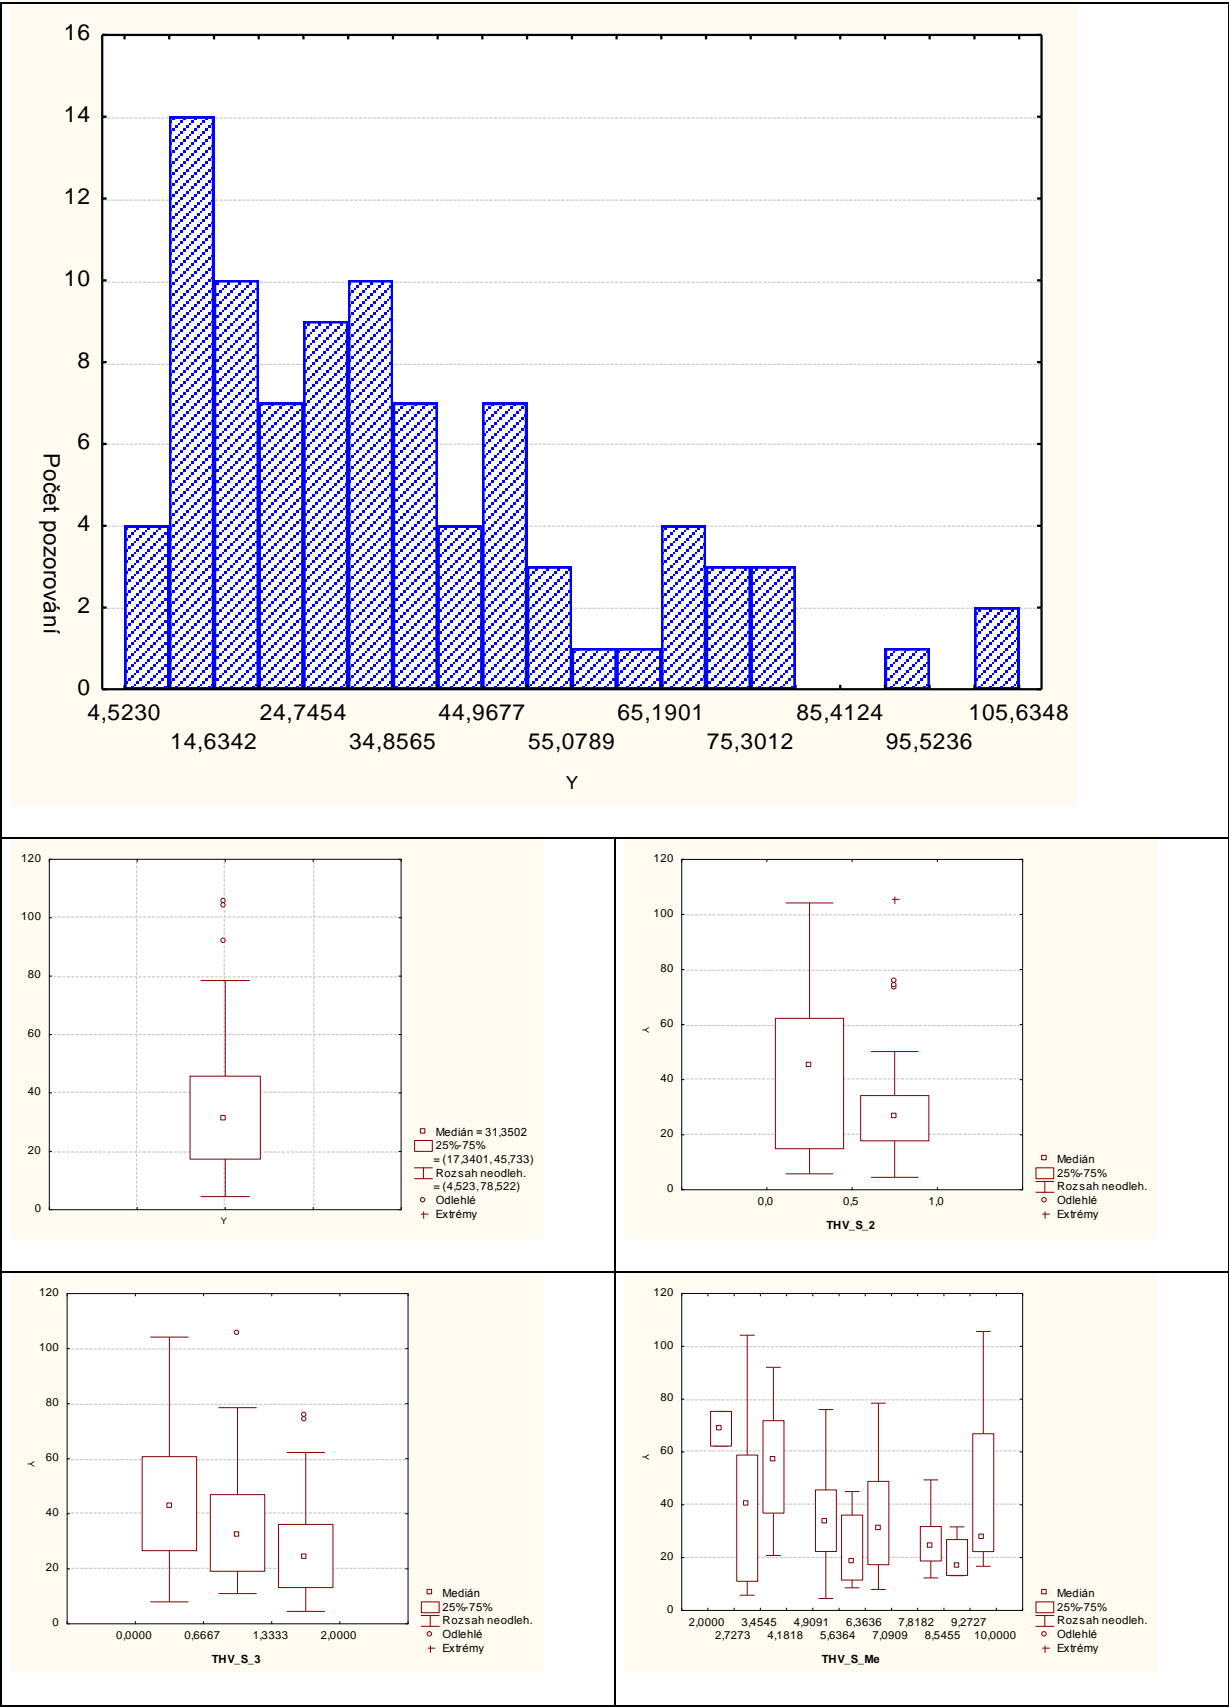 16
14
12
10
8
6
4
2
0
Počet pozorování
4,5230 24,7454 44,9677 65,1901 85,4124 105,6348
14,6342 34,8565 55,0789 75,3012 95,5236
Y
120
100
80
60
40
20
0
Y
Medián = 31,3502
25%-75%
= (17,3401, 45,733)
Rozsah neodleh.
= (4,523, 78,522)
Odlehlé
Extrémy
120
100
80
60
40
20
0
Y
0,0 0,5 1,0
THV_S_2
Medián
25%-75%
Rozsah neodleh.
Odlehlé
Extrémy
120
100
80
60
40
20
0
Y
0,0000 0,6667 1,3333 2,0000
THV_S_3
Medián
25%-75%
Rozsah neodleh.
Odlehlé
Extrémy
120
100
80
60
40
20
0
Y
2,0000 3,4545 4,9091 6,3636 7,8182 9,2727
2,7273 4,1818 5,6364 7,0909 8,5455 10,0000
THV_S_Me
Medián
25%-75%
Rozsah neodleh.
Odlehlé
Extrémy